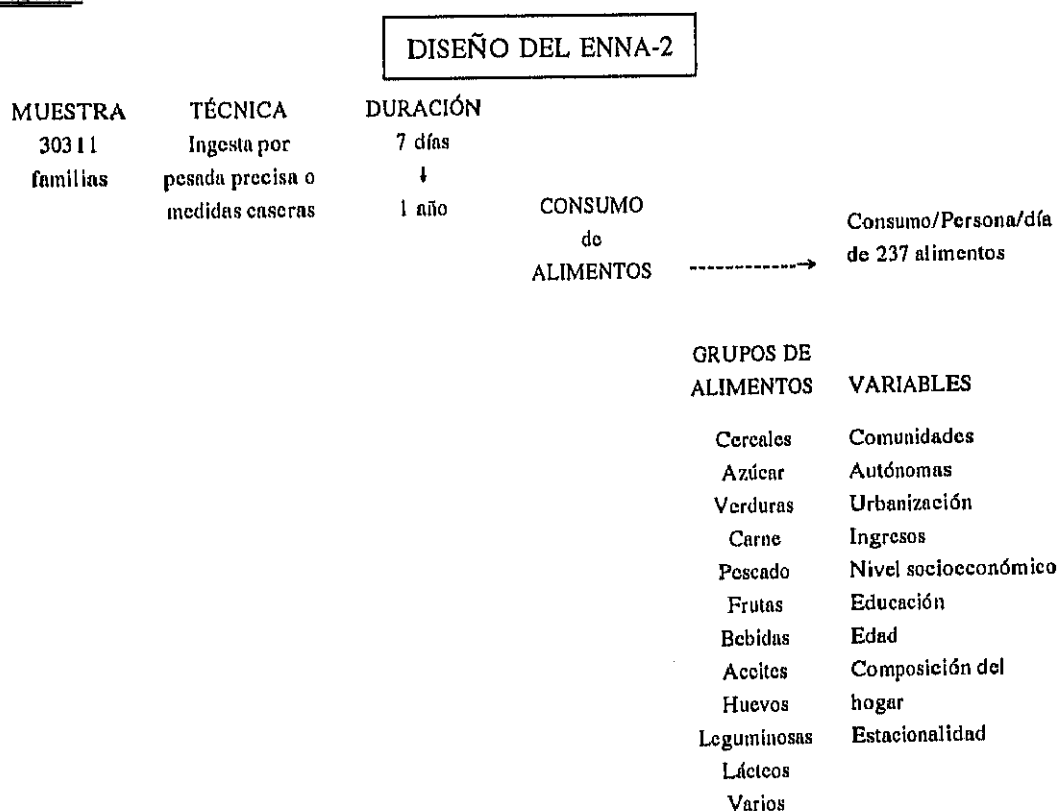 DISEÑO DEL ENNA-2
MUESTRA
30311
familias
TÉCNICA
Ingesta por
pesada precisa o
medidas caseras
DURACIÓN
7 días
1 año
CONSUMO
de
ALIMENTOS
Consumo/Persona/día
de 237 alimentos
GRUPOS DE
ALIMENTOS
Cereales
Azúcar
Verduras
Carne
Pescado
Frutas
Bebidas
Aceites
Huevos
Leguminosas
Lácteos
Varios
VARIABLES
Comunidades
Autónomas
Urbanización
Ingresos
Nivel socioeconómico
Educación
Edad
Composición del
hogar
Estacionalidad